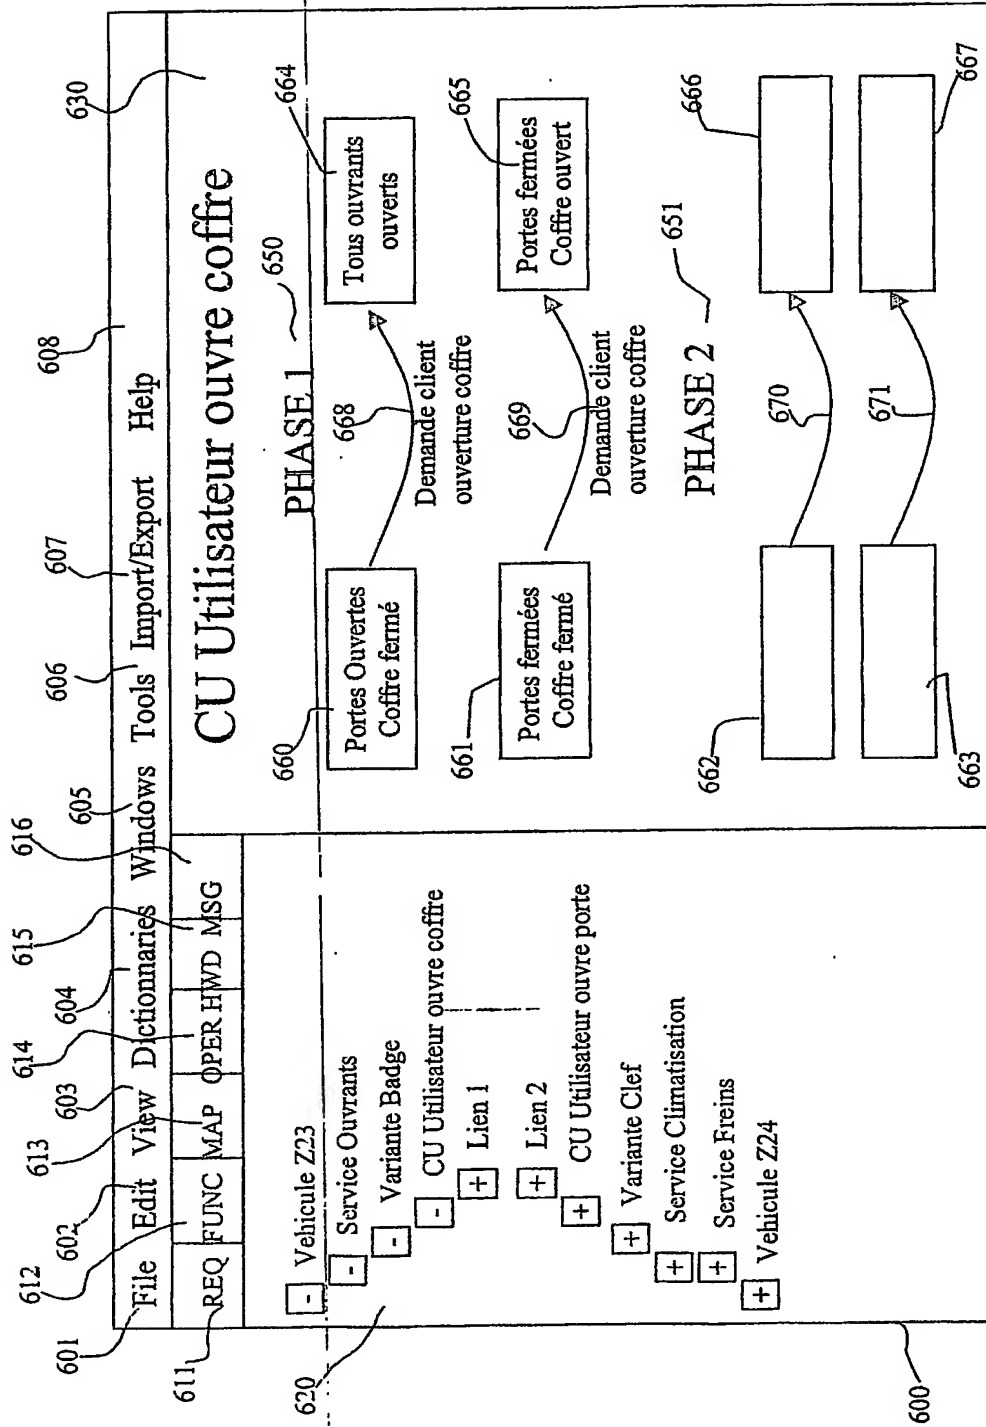 608
607
606
605
616
615
604
614
603
613
602
612
601
611
File Edit View Dictionnaries Windows Tools Import/Export Help
REQ FUNC MAP OPER HWD MSG
630
620
- Vehicule Z23
- Service Ouvrants
- Variante Badge
- CU Utilisateur ouvre coffre
+ Lien 1
+ Lien 2
+ CU Utilisateur ouvre porte
+ Variante Clef
+ Service Climatisation
+ Service Freins
+ Vehicule Z24
600
CU Utilisateur ouvre coffre
PHASE 1
650
660
Portes Ouvertes
Coffre fermé
668
Demande client
ouverture coffre
664
Tous ouvrants
ouverts
661
Portes fermées
Coffre fermé
669
Demande client
ouverture coffre
665
Portes fermées
Coffre ouvert
PHASE 2
651
662
670
666
663
671
667